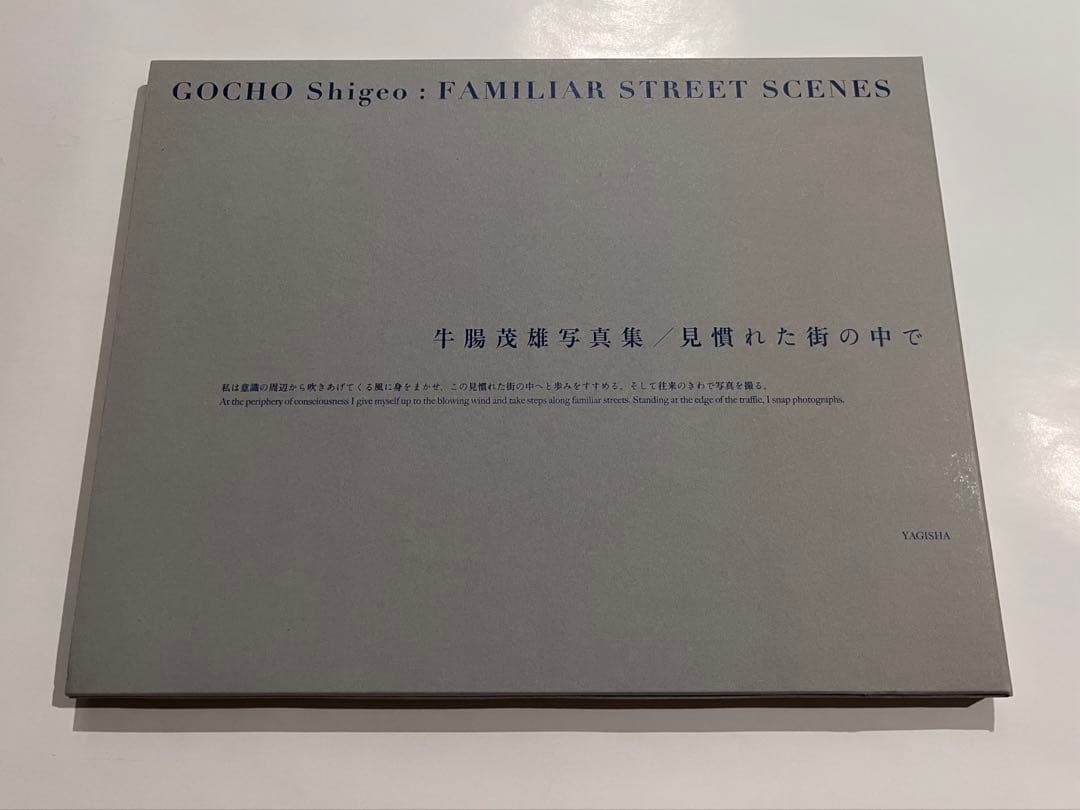 GOCHO Shigeo : FAMILIAR STREET SCENES
牛腸茂雄写真集／見慣れた街の中で
私は意識の周辺から吹きあげてくる風に身をまかせ、この見慣れた街の中へと歩みをすすめる。そして往来のきわで写真を撮る。
At the periphery of consciousness I give myself up to the blowing wind and take steps along familiar streets. Standing at the edge of the traffic, I snap photographs.
YAGISHA